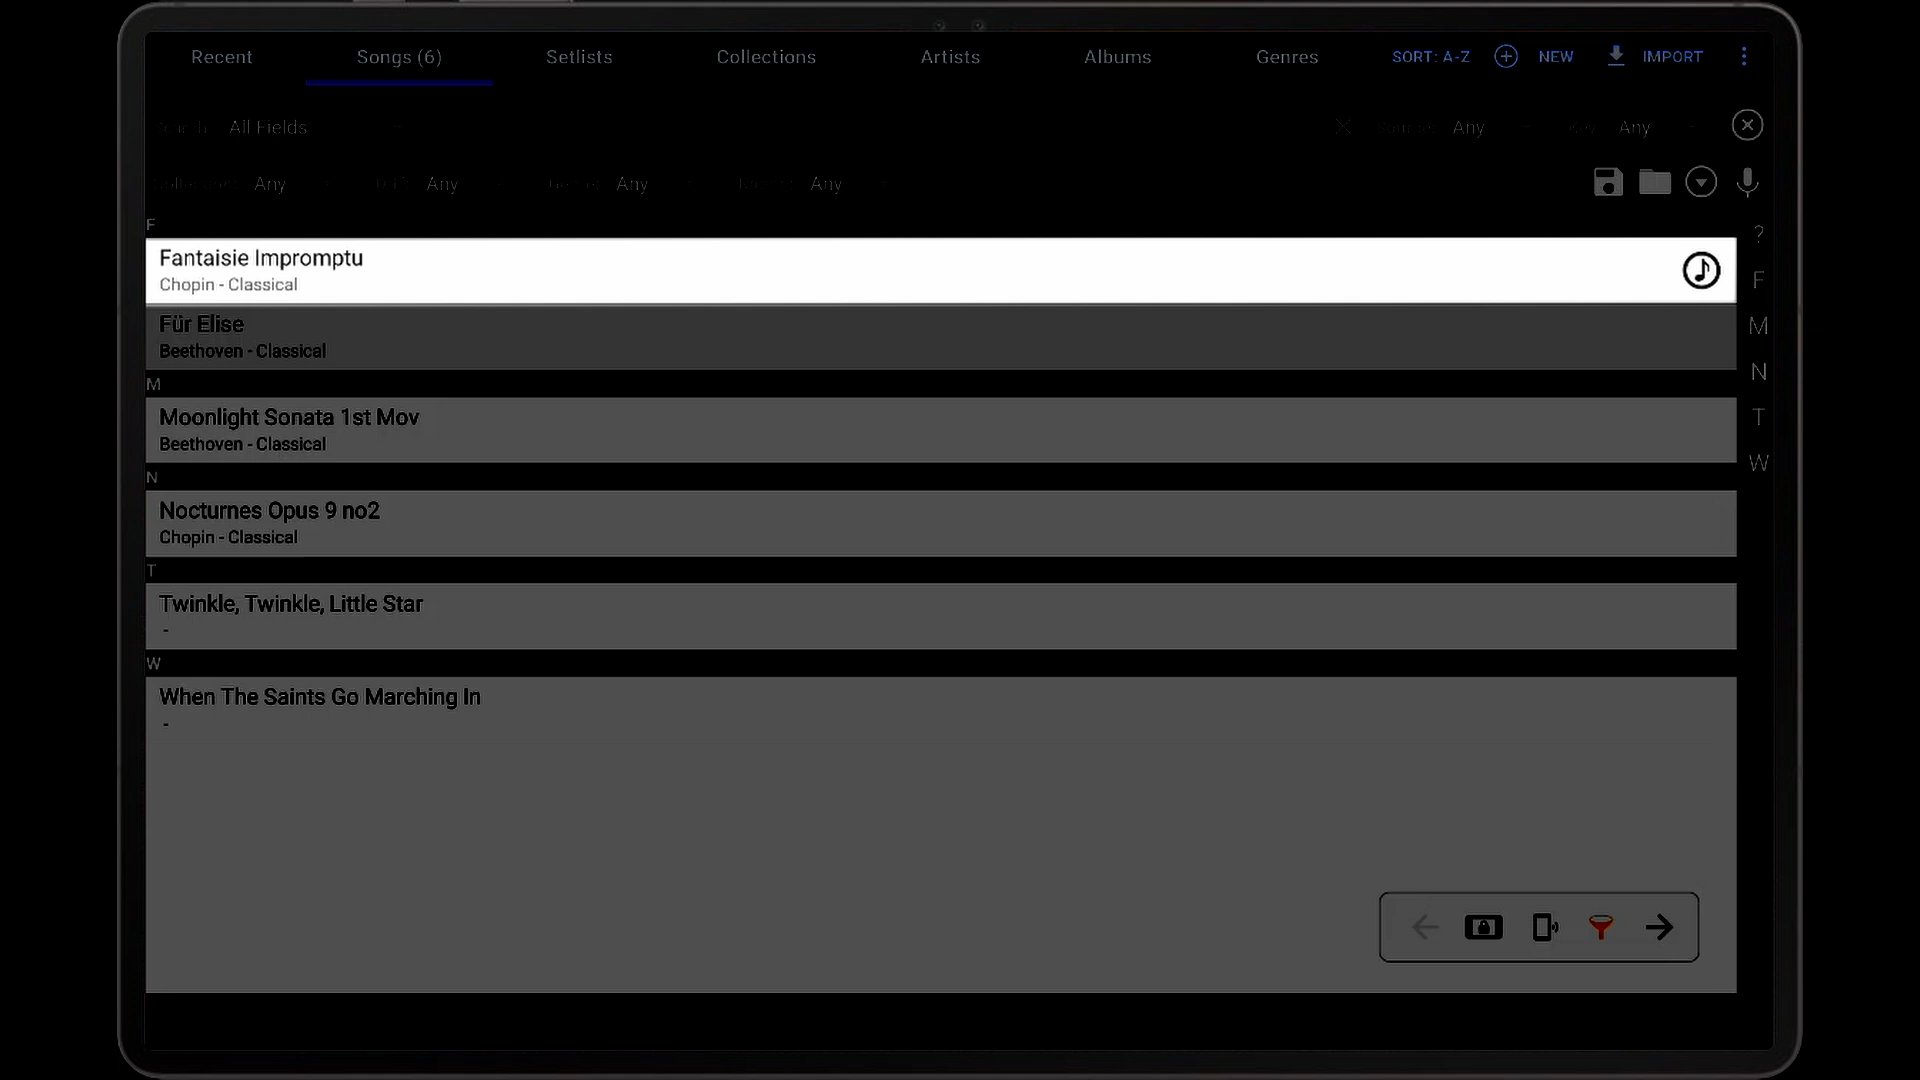 Recent Songs (6) Setlists Collections Artists Albums Genres SORT: A-Z NEW IMPORT
All Fields Any Any
Any Any Any Any
F
Fantaisie Impromptu
Chopin - Classical
Für Elise
Beethoven - Classical
M
Moonlight Sonata 1st Mov
Beethoven - Classical
N
Nocturnes Opus 9 no2
Chopin - Classical
T
Twinkle, Twinkle, Little Star
-
W
When The Saints Go Marching In
-
?
F
M
N
T
W